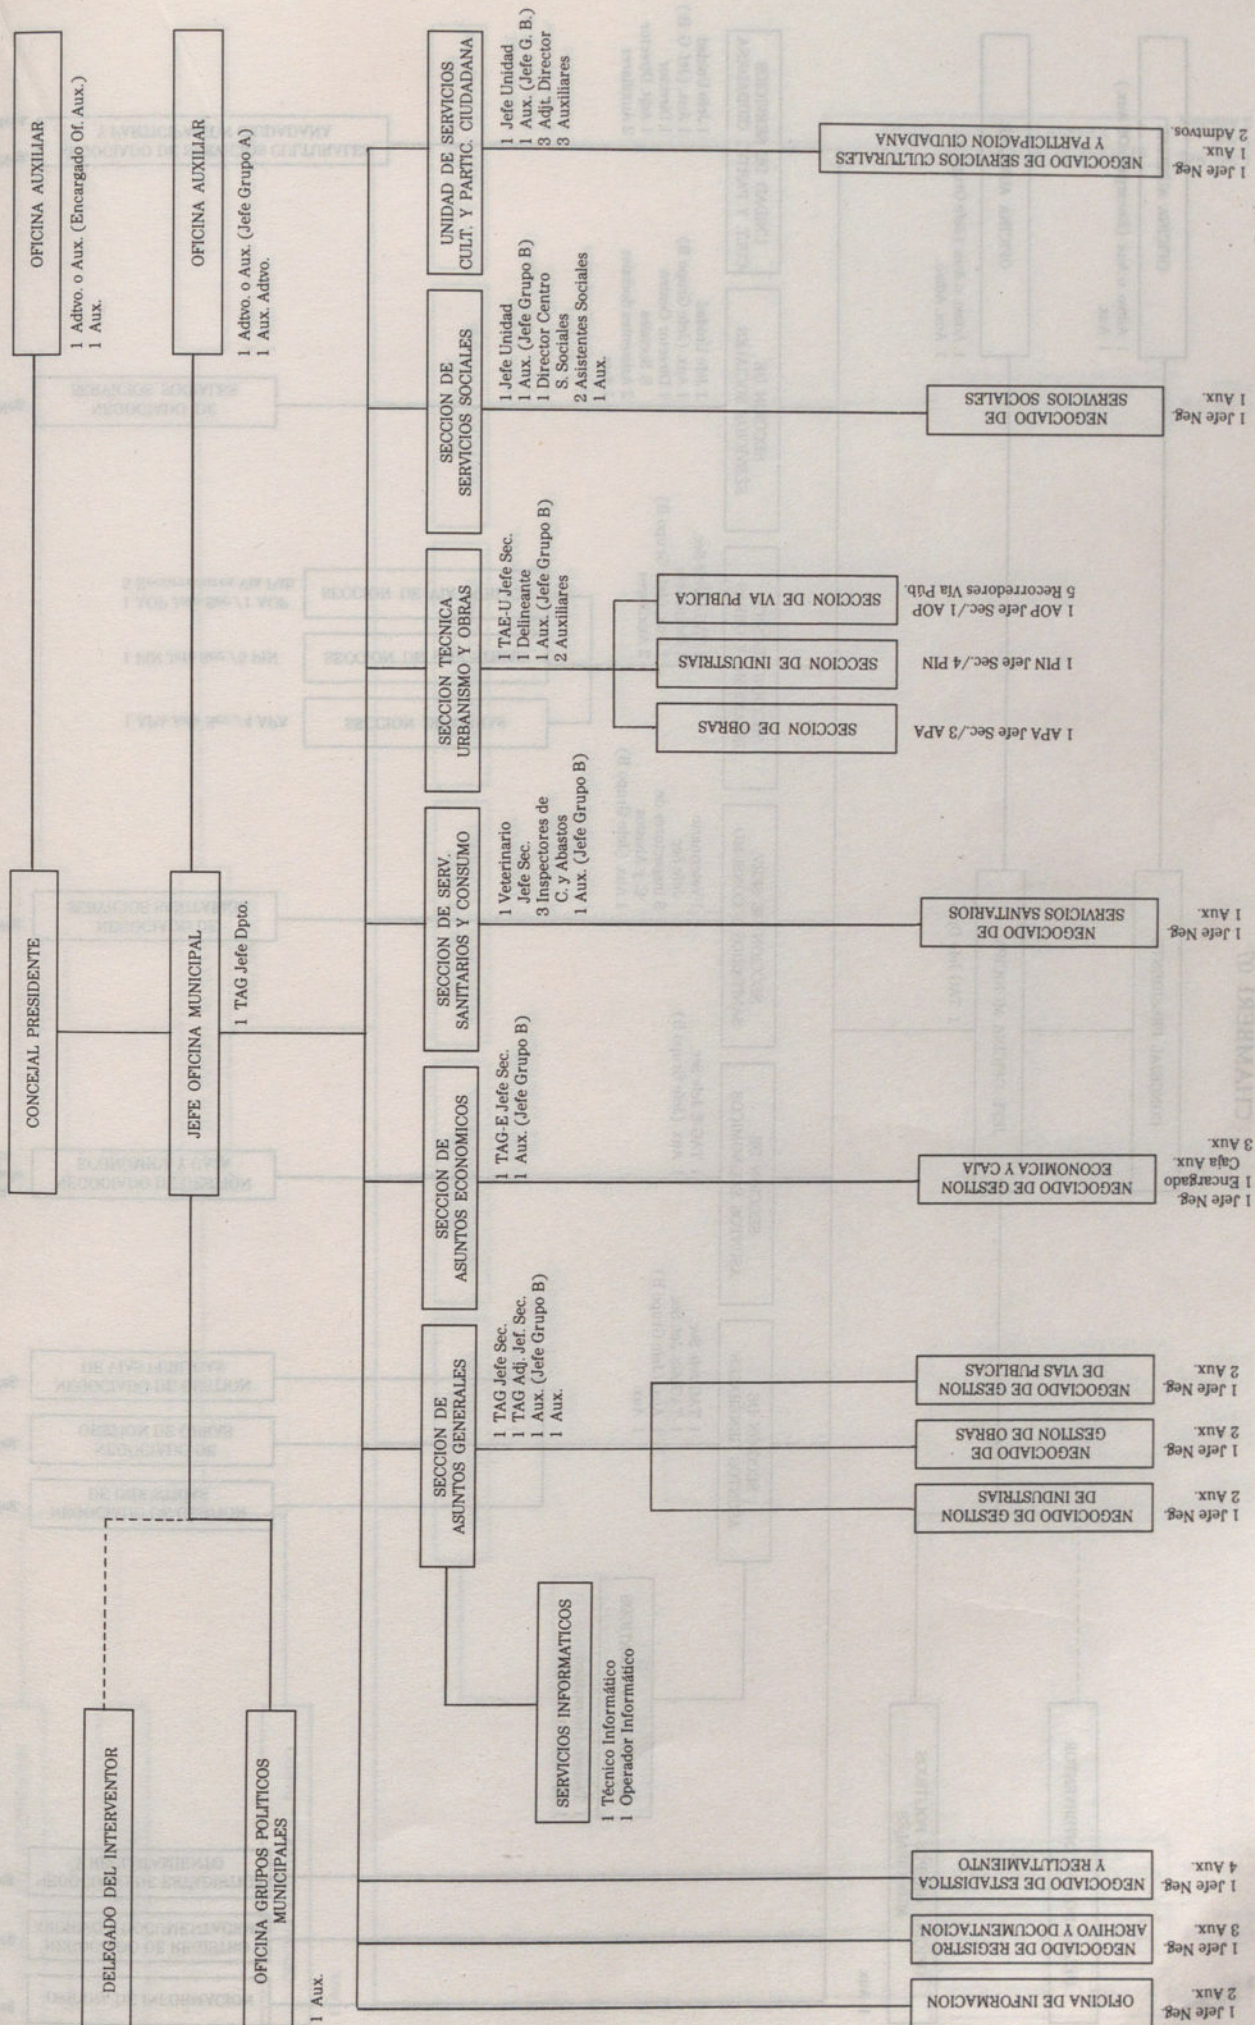 CONCEJAL PRESIDENTE
OFICINA AUXILIAR
1 Adtvo. o Aux. (Encargado Of. Aux.)
1 Aux.
DELEGADO DEL INTERVENTOR
JEFE OFICINA MUNICIPAL
1 TAG Jefe Dpto.
OFICINA AUXILIAR
1 Adtvo. o Aux. (Jefe Grupo A)
1 Aux. Adtvo.
OFICINA GRUPOS POLITICOS
MUNICIPALES
1 Aux.
SECCION DE
ASUNTOS GENERALES
1 TAG Jefe Sec.
1 TAG Adj. Jef. Sec.
1 Aux. (Jefe Grupo B)
1 Aux.
SECCION DE
ASUNTOS ECONOMICOS
1 TAG-E Jefe Sec.
1 Aux. (Jefe Grupo B)
SECCION DE SERV.
SANITARIOS Y CONSUMO
1 Veterinario
Jefe Sec.
3 Inspectores de
C. y Abastos
1 Aux. (Jefe Grupo B)
SECCION TECNICA
URBANISMO Y OBRAS
1 TAE-U Jefe Sec.
1 Delineante
1 Aux. (Jefe Grupo B)
2 Auxiliares
SECCION DE
SERVICIOS SOCIALES
1 Jefe Unidad
1 Aux. (Jefe Grupo B)
1 Director Centro
S. Sociales
2 Asistentes Sociales
1 Aux.
UNIDAD DE SERVICIOS
CULT. Y PARTIC. CIUDADANA
1 Jefe Unidad
1 Aux. (Jefe G. B.)
3 Adjt. Director
3 Auxiliares
SERVICIOS INFORMATICOS
1 Técnico Informático
1 Operador Informático
SECCION DE OBRAS
1 APA Jefe Sec./3 APA
SECCION DE INDUSTRIAS
1 PIN Jefe Sec./4 PIN
SECCION DE VIA PUBLICA
1 AOP Jefe Sec./1 AOP
5 Recorredores Vía Púb.
OFICINA DE INFORMACION
1 Jefe Neg.
2 Aux.
NEGOCIADO DE REGISTRO
ARCHIVO Y DOCUMENTACION
1 Jefe Neg.
3 Aux.
NEGOCIADO DE ESTADISTICA
Y RECLUTAMIENTO
1 Jefe Neg.
4 Aux.
NEGOCIADO DE GESTION
DE INDUSTRIAS
1 Jefe Neg.
2 Aux.
NEGOCIADO DE
GESTION DE OBRAS
1 Jefe Neg.
2 Aux.
NEGOCIADO DE GESTION
DE VIAS PUBLICAS
1 Jefe Neg.
2 Aux.
NEGOCIADO DE GESTION
ECONOMICA Y CAJA
1 Jefe Neg.
1 Encargado
Caja Aux.
3 Aux.
NEGOCIADO DE
SERVICIOS SANITARIOS
1 Jefe Neg.
1 Aux.
NEGOCIADO DE
SERVICIOS SOCIALES
1 Jefe Neg.
1 Aux.
NEGOCIADO DE SERVICIOS CULTURALES
Y PARTICIPACION CIUDADANA
1 Jefe Neg.
1 Aux.
2 Admtvos.